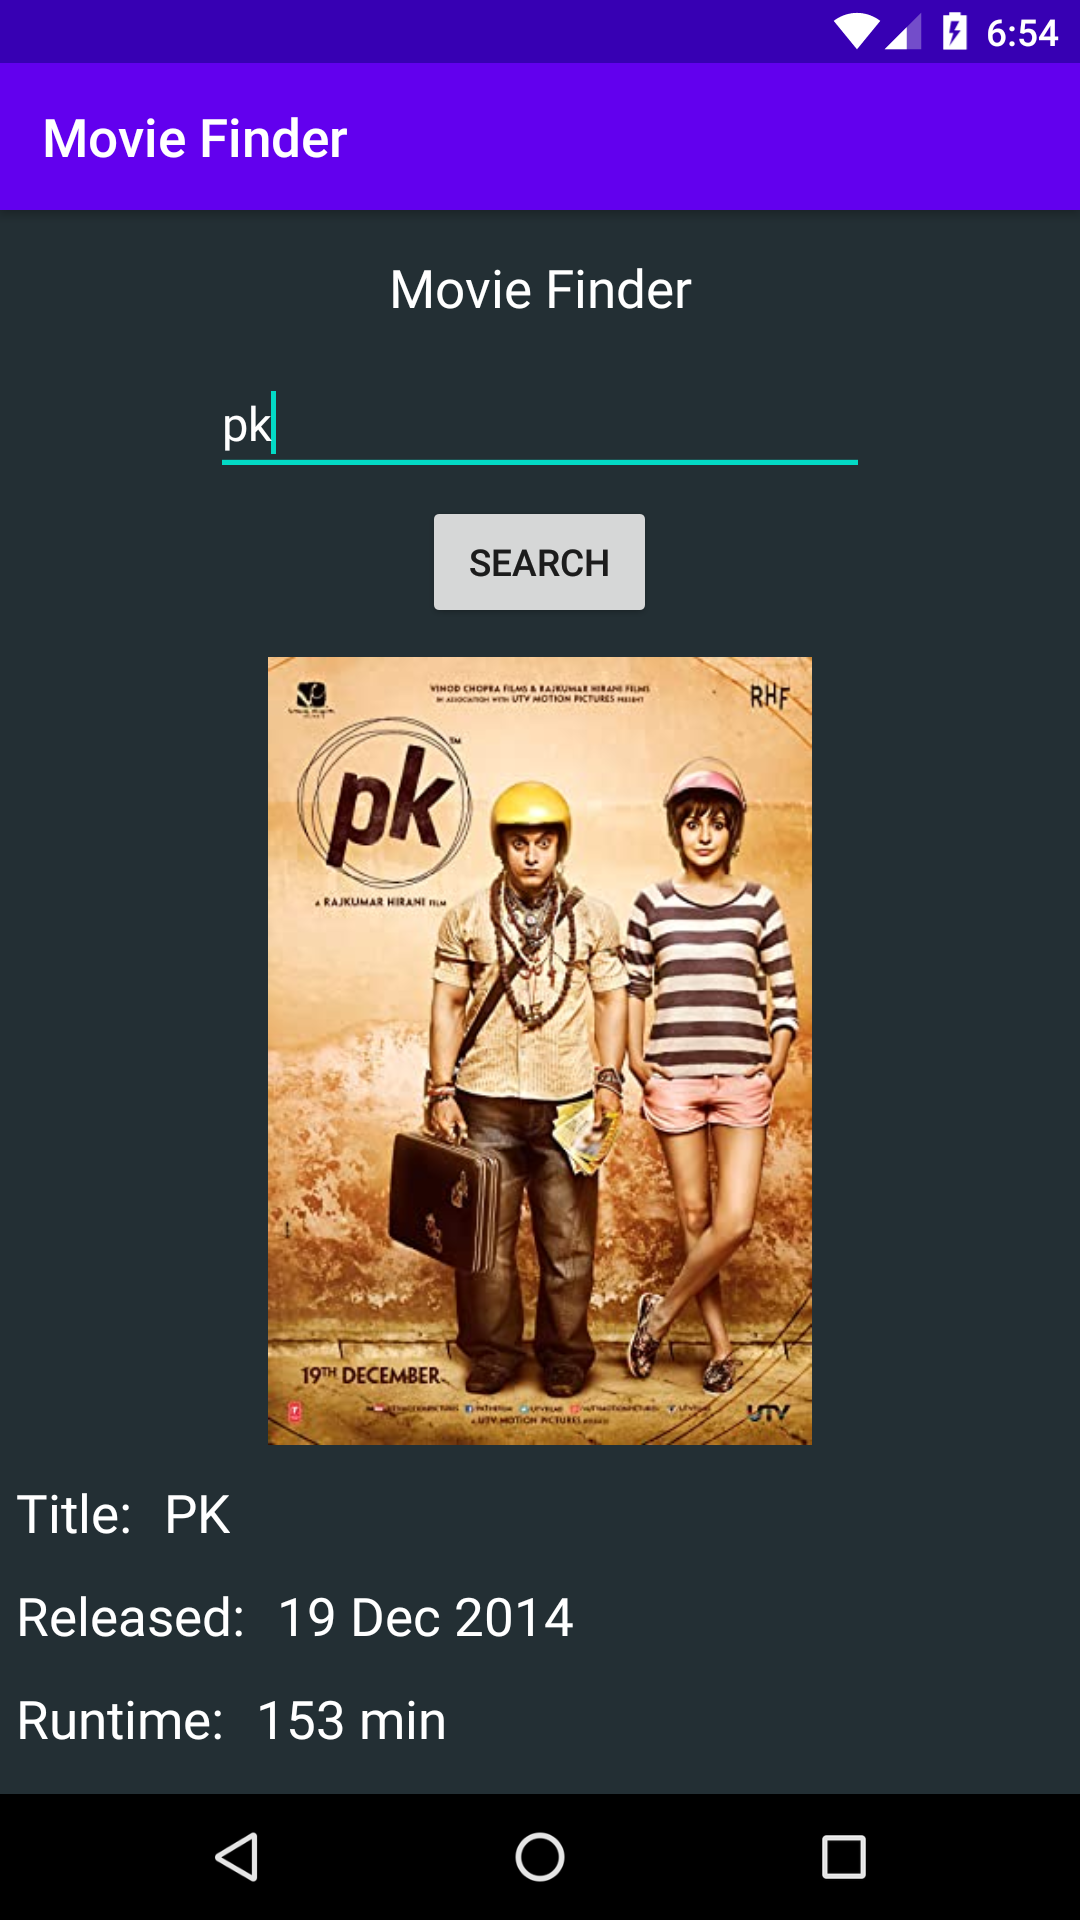 6:54
Movie Finder
Movie Finder
pk
SEARCH
VINOD CHOPRA FILMS & RAJKUMAR HIRANI FILMS
IN ASSOCIATION WITH UTV MOTION PICTURES PRESENT
RHF
pk TM
A RAJKUMAR HIRANI FILM
19TH DECEMBER
UTV
A UTV MOTION PICTURES
Title: PK
Released: 19 Dec 2014
Runtime: 153 min